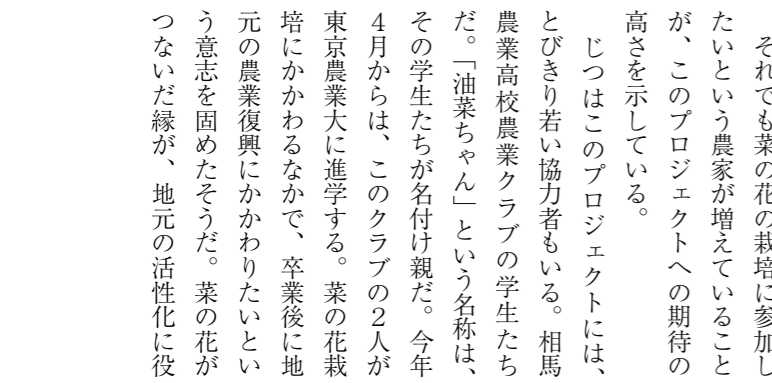 それでも菜の花の栽培に参加し
たいという農家が増えていること
が、このプロジェクトへの期待の
高さを示している。
じつはこのプロジェクトには、
とびきり若い協力者もいる。相馬
農業高校農業クラブの学生たち
だ。「油菜ちゃん」という名称は、
その学生たちが名付け親だ。今年
4月からは、このクラブの2人が
東京農業大に進学する。菜の花栽
培にかかわるなかで、卒業後に地
元の農業復興にかかわりたいとい
う意志を固めたそうだ。菜の花が
つないだ縁が、地元の活性化に役